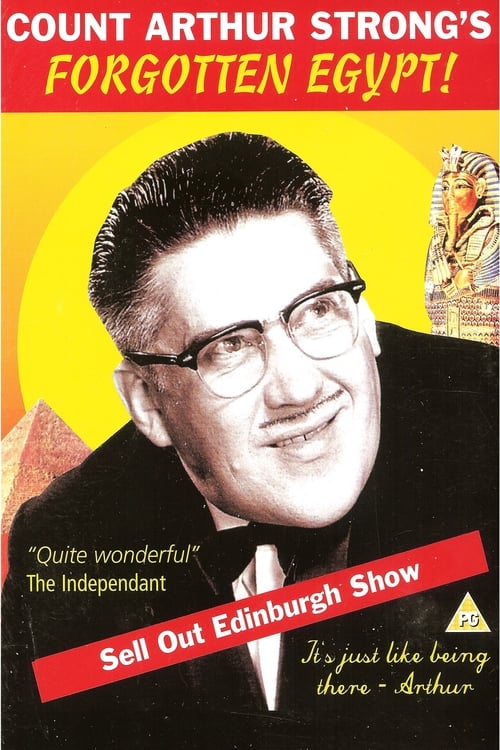 COUNT ARTHUR STRONG'S
FORGOTTEN EGYPT!
"Quite wonderful"
The Independant
Sell Out Edinburgh Show
PG
It's just like being
there - Arthur